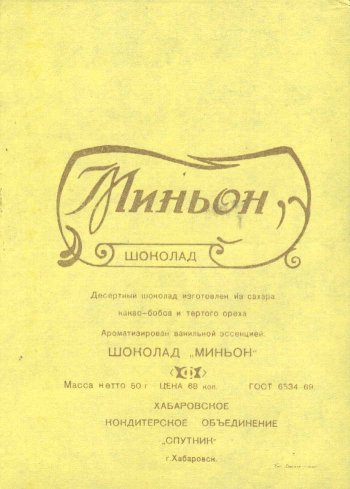 Миньон
ШОКОЛАД
Десертный шоколад изготовлен из сахара
какао-бобов и тертого ореха
Ароматизирован ванильной эссенцией.
ШОКОЛАД „МИНЬОН“
Масса нетто 50 г ЦЕНА 68 коп. ГОСТ 6534-69
ХАБАРОВСКОЕ
КОНДИТЕРСКОЕ ОБЪЕДИНЕНИЕ
„СПУТНИК“
г. Хабаровск.